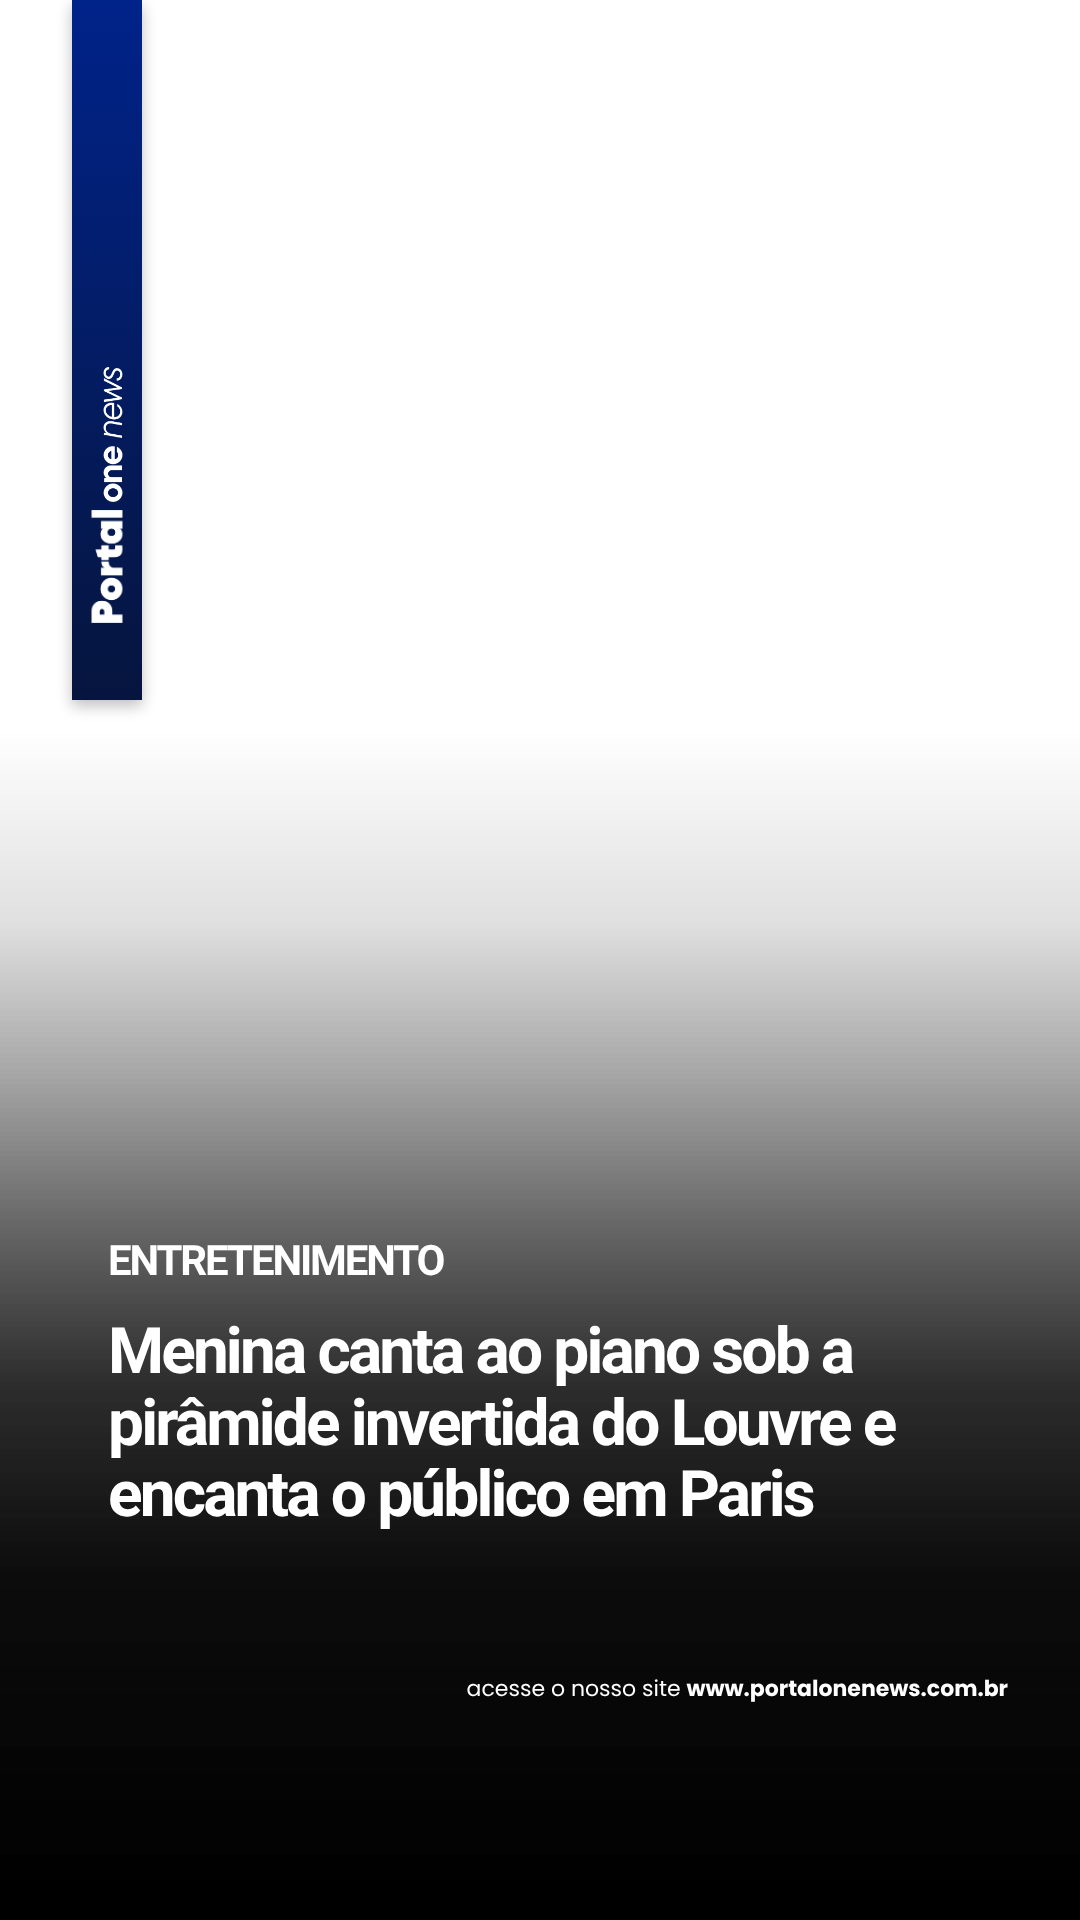 Portal one news
ENTRETENIMENTO
Menina canta ao piano sob a
pirâmide invertida do Louvre e
encanta o público em Paris
acesse o nosso site www.portalonenews.com.br